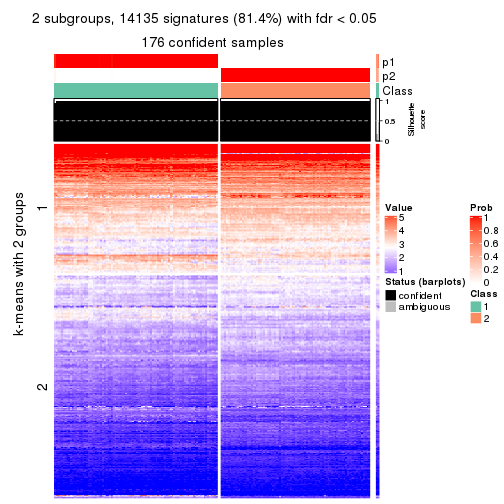 2 subgroups, 14135 signatures (81.4%) with fdr < 0.05
176 confident samples
p1
p2
Class
1
0.5
0
Silhouette
score
k-means with 2 groups
1
2
Value
5
4
3
2
1
Prob
1
0.8
0.6
0.4
0.2
0
Status (barplots)
confident
ambiguous
Class
1
2